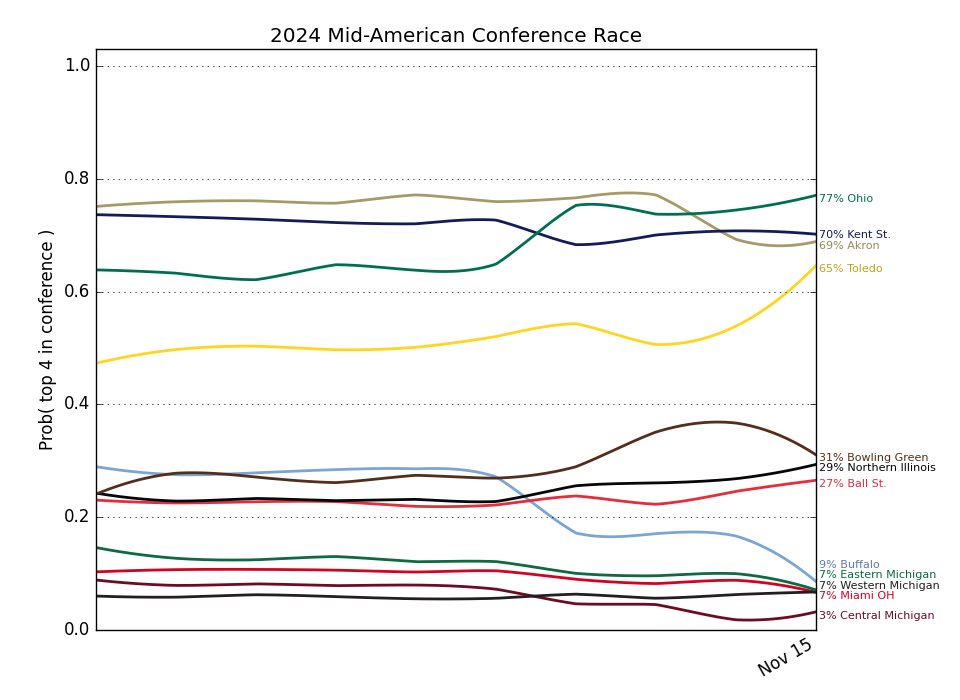 2024 Mid-American Conference Race
1.0
0.8
0.6
0.4
0.2
0.0
Prob( top 4 in conference )
77% Ohio
70% Kent St.
69% Akron
65% Toledo
31% Bowling Green
29% Northern Illinois
27% Ball St.
9% Buffalo
7% Eastern Michigan
7% Western Michigan
7% Miami OH
3% Central Michigan
Nov 15